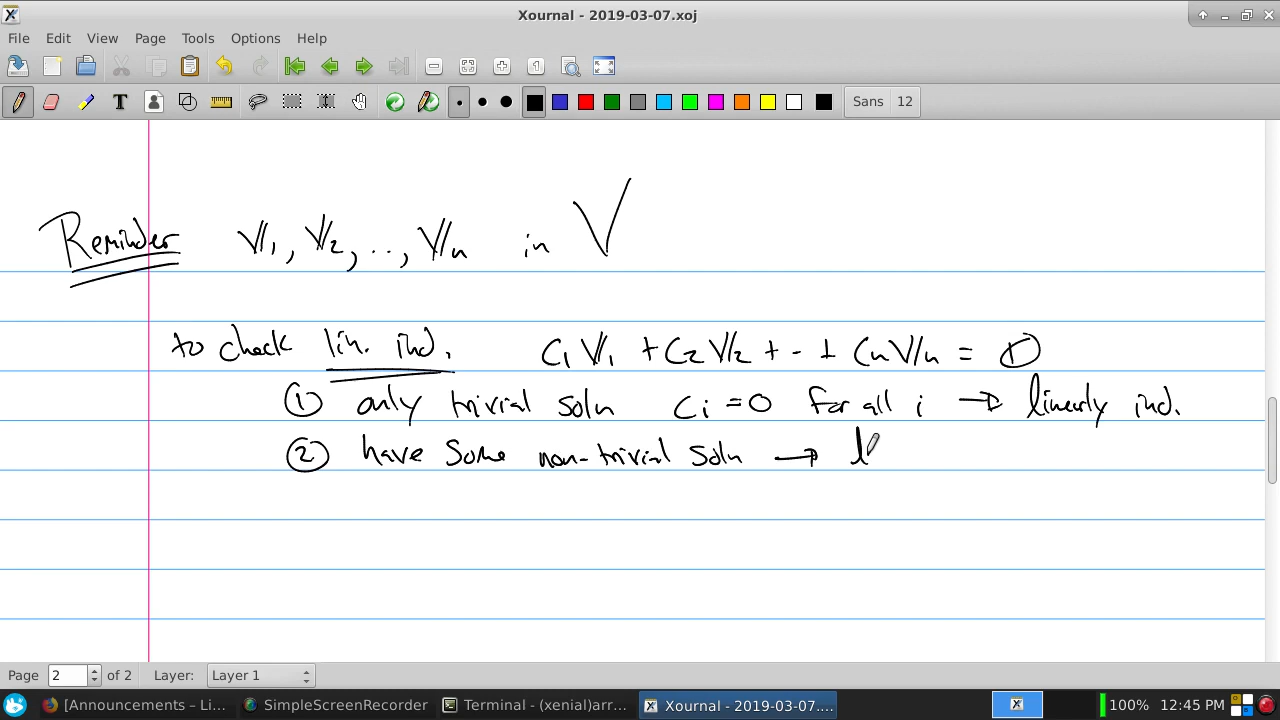 Xournal - 2019-03-07.xoj
File Edit View Page Tools Options Help
Sans 12
Reminder 𝕍₁, 𝕍₂, .., 𝕍ₙ in V
to check lin. ind. C₁𝕍₁ + C₂𝕍₂ + - + Cₙ𝕍ₙ = 𝟘
① only trivial soln Cᵢ = 0 for all i → linearly ind.
② have some non-trivial soln → l
Page 2 of 2 Layer: Layer 1
[Announcements – Li... SimpleScreenRecorder Terminal - (xenial)arr... Xournal - 2019-03-07.... 100% 12:45 PM